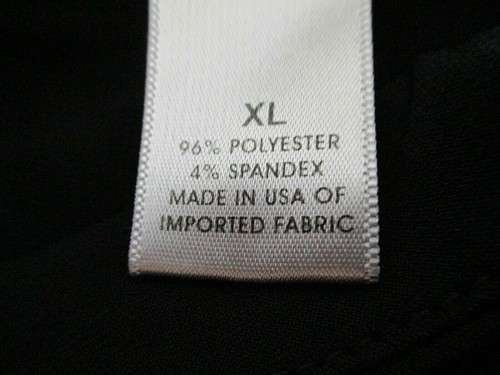 XL
96% POLYESTER
4% SPANDEX
MADE IN USA OF
IMPORTED FABRIC